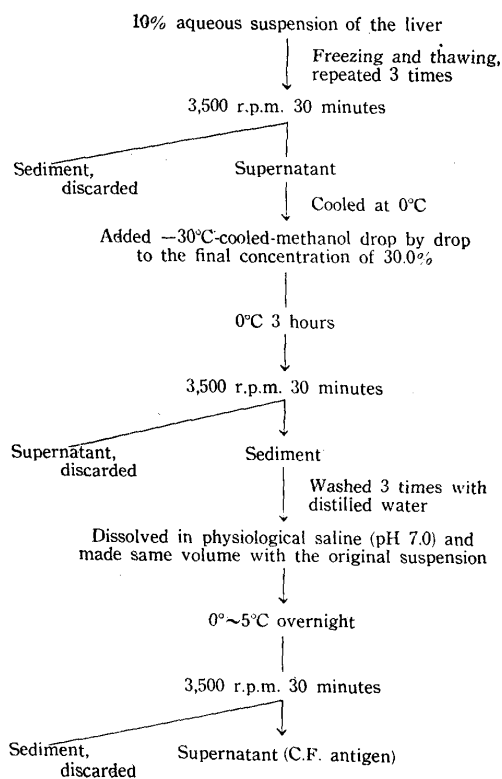 10% aqueous suspension of the liver
Freezing and thawing,
repeated 3 times
3,500 r.p.m. 30 minutes
Sediment,
discarded
Supernatant
Cooled at 0°C
Added —30°C-cooled-methanol drop by drop
to the final concentration of 30.0%
0°C 3 hours
3,500 r.p.m. 30 minutes
Supernatant,
discarded
Sediment
Washed 3 times with
distilled water
Dissolved in physiological saline (pH 7.0) and
made same volume with the original suspension
0°~5°C overnight
3,500 r.p.m. 30 minutes
Sediment,
discarded
Supernatant (C.F. antigen)